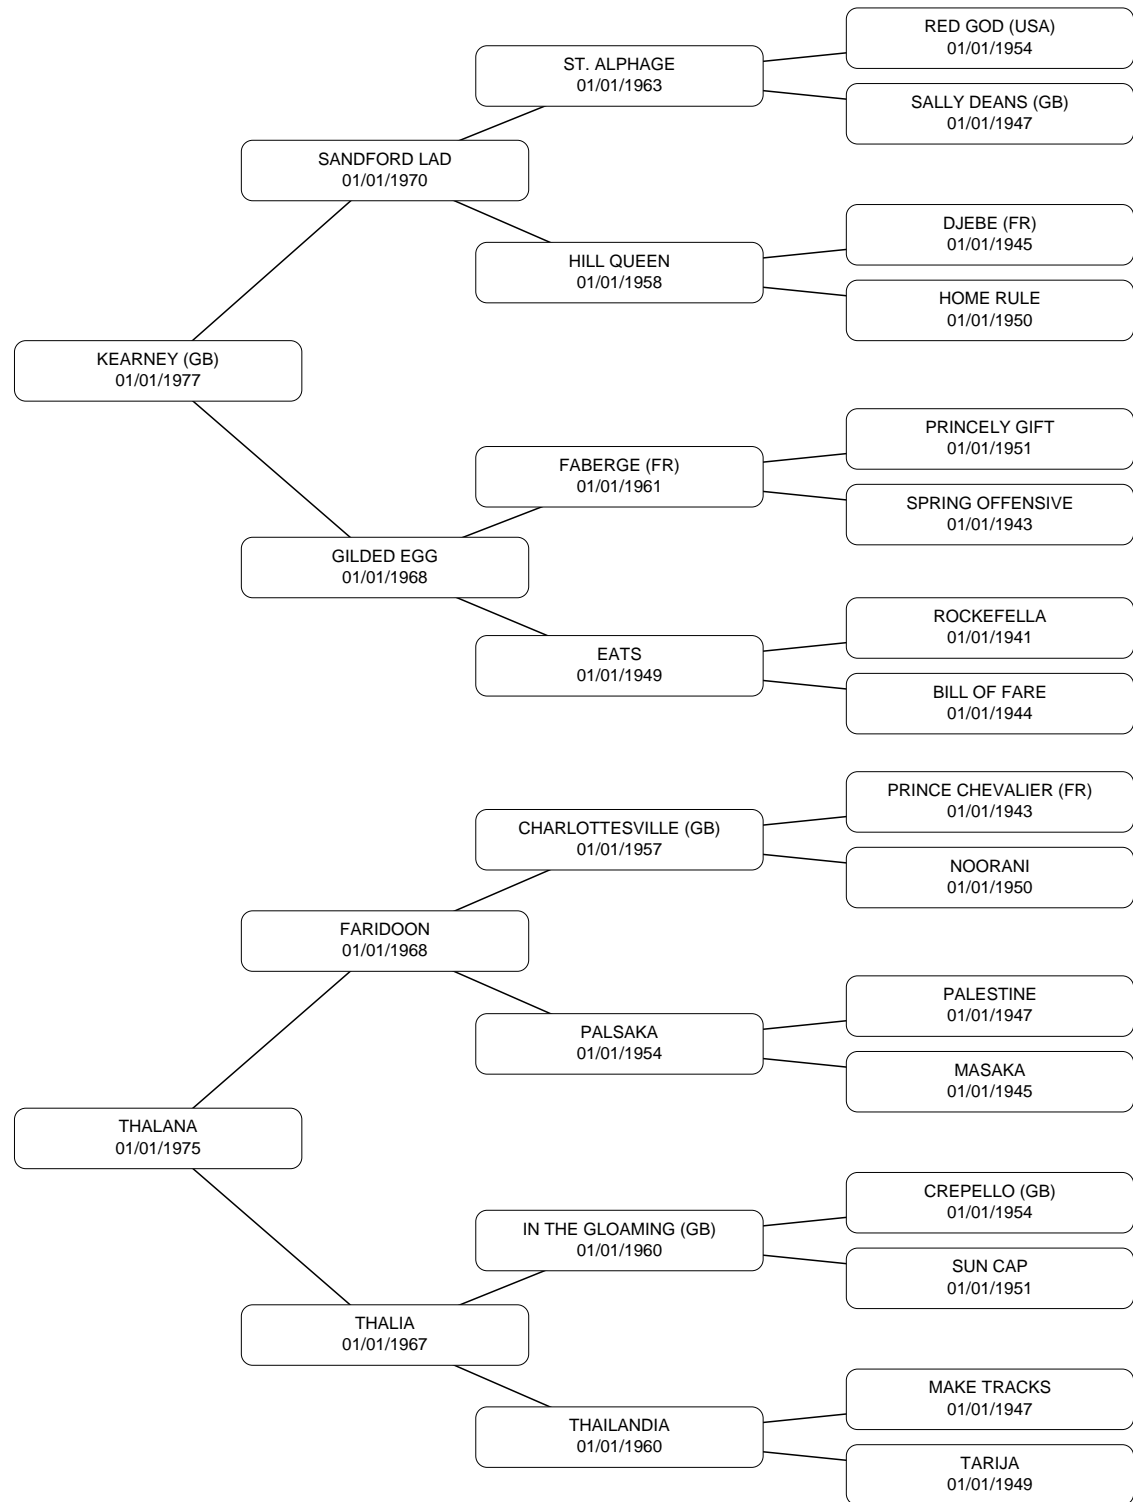 RED GOD (USA)
01/01/1954
ST. ALPHAGE
01/01/1963
SALLY DEANS (GB)
01/01/1947
SANDFORD LAD
01/01/1970
DJEBE (FR)
01/01/1945
HILL QUEEN
01/01/1958
HOME RULE
01/01/1950
KEARNEY (GB)
01/01/1977
PRINCELY GIFT
01/01/1951
FABERGE (FR)
01/01/1961
SPRING OFFENSIVE
01/01/1943
GILDED EGG
01/01/1968
ROCKEFELLA
01/01/1941
EATS
01/01/1949
BILL OF FARE
01/01/1944
PRINCE CHEVALIER (FR)
01/01/1943
CHARLOTTESVILLE (GB)
01/01/1957
NOORANI
01/01/1950
FARIDOON
01/01/1968
PALESTINE
01/01/1947
PALSAKA
01/01/1954
MASAKA
01/01/1945
THALANA
01/01/1975
CREPELLO (GB)
01/01/1954
IN THE GLOAMING (GB)
01/01/1960
SUN CAP
01/01/1951
THALIA
01/01/1967
MAKE TRACKS
01/01/1947
THAILANDIA
01/01/1960
TARIJA
01/01/1949